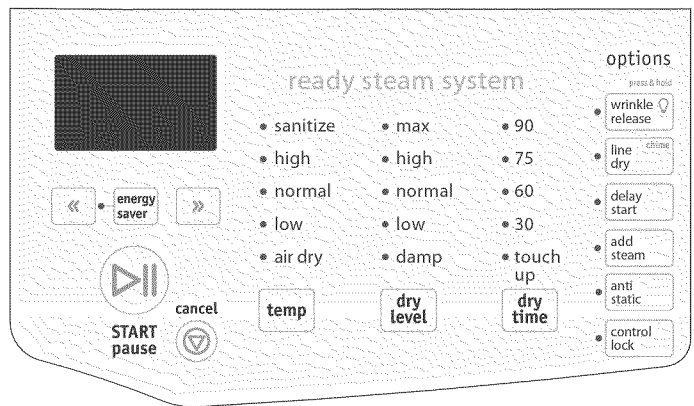 ready steam system
options
press & hold
wrinkle
release
chime
line
dry
delay
start
add
steam
anti
static
control
lock
sanitize
high
normal
low
air dry
temp
max
high
normal
low
damp
dry
level
90
75
60
30
touch
up
dry
time
«
energy
saver
»
START
pause
cancel